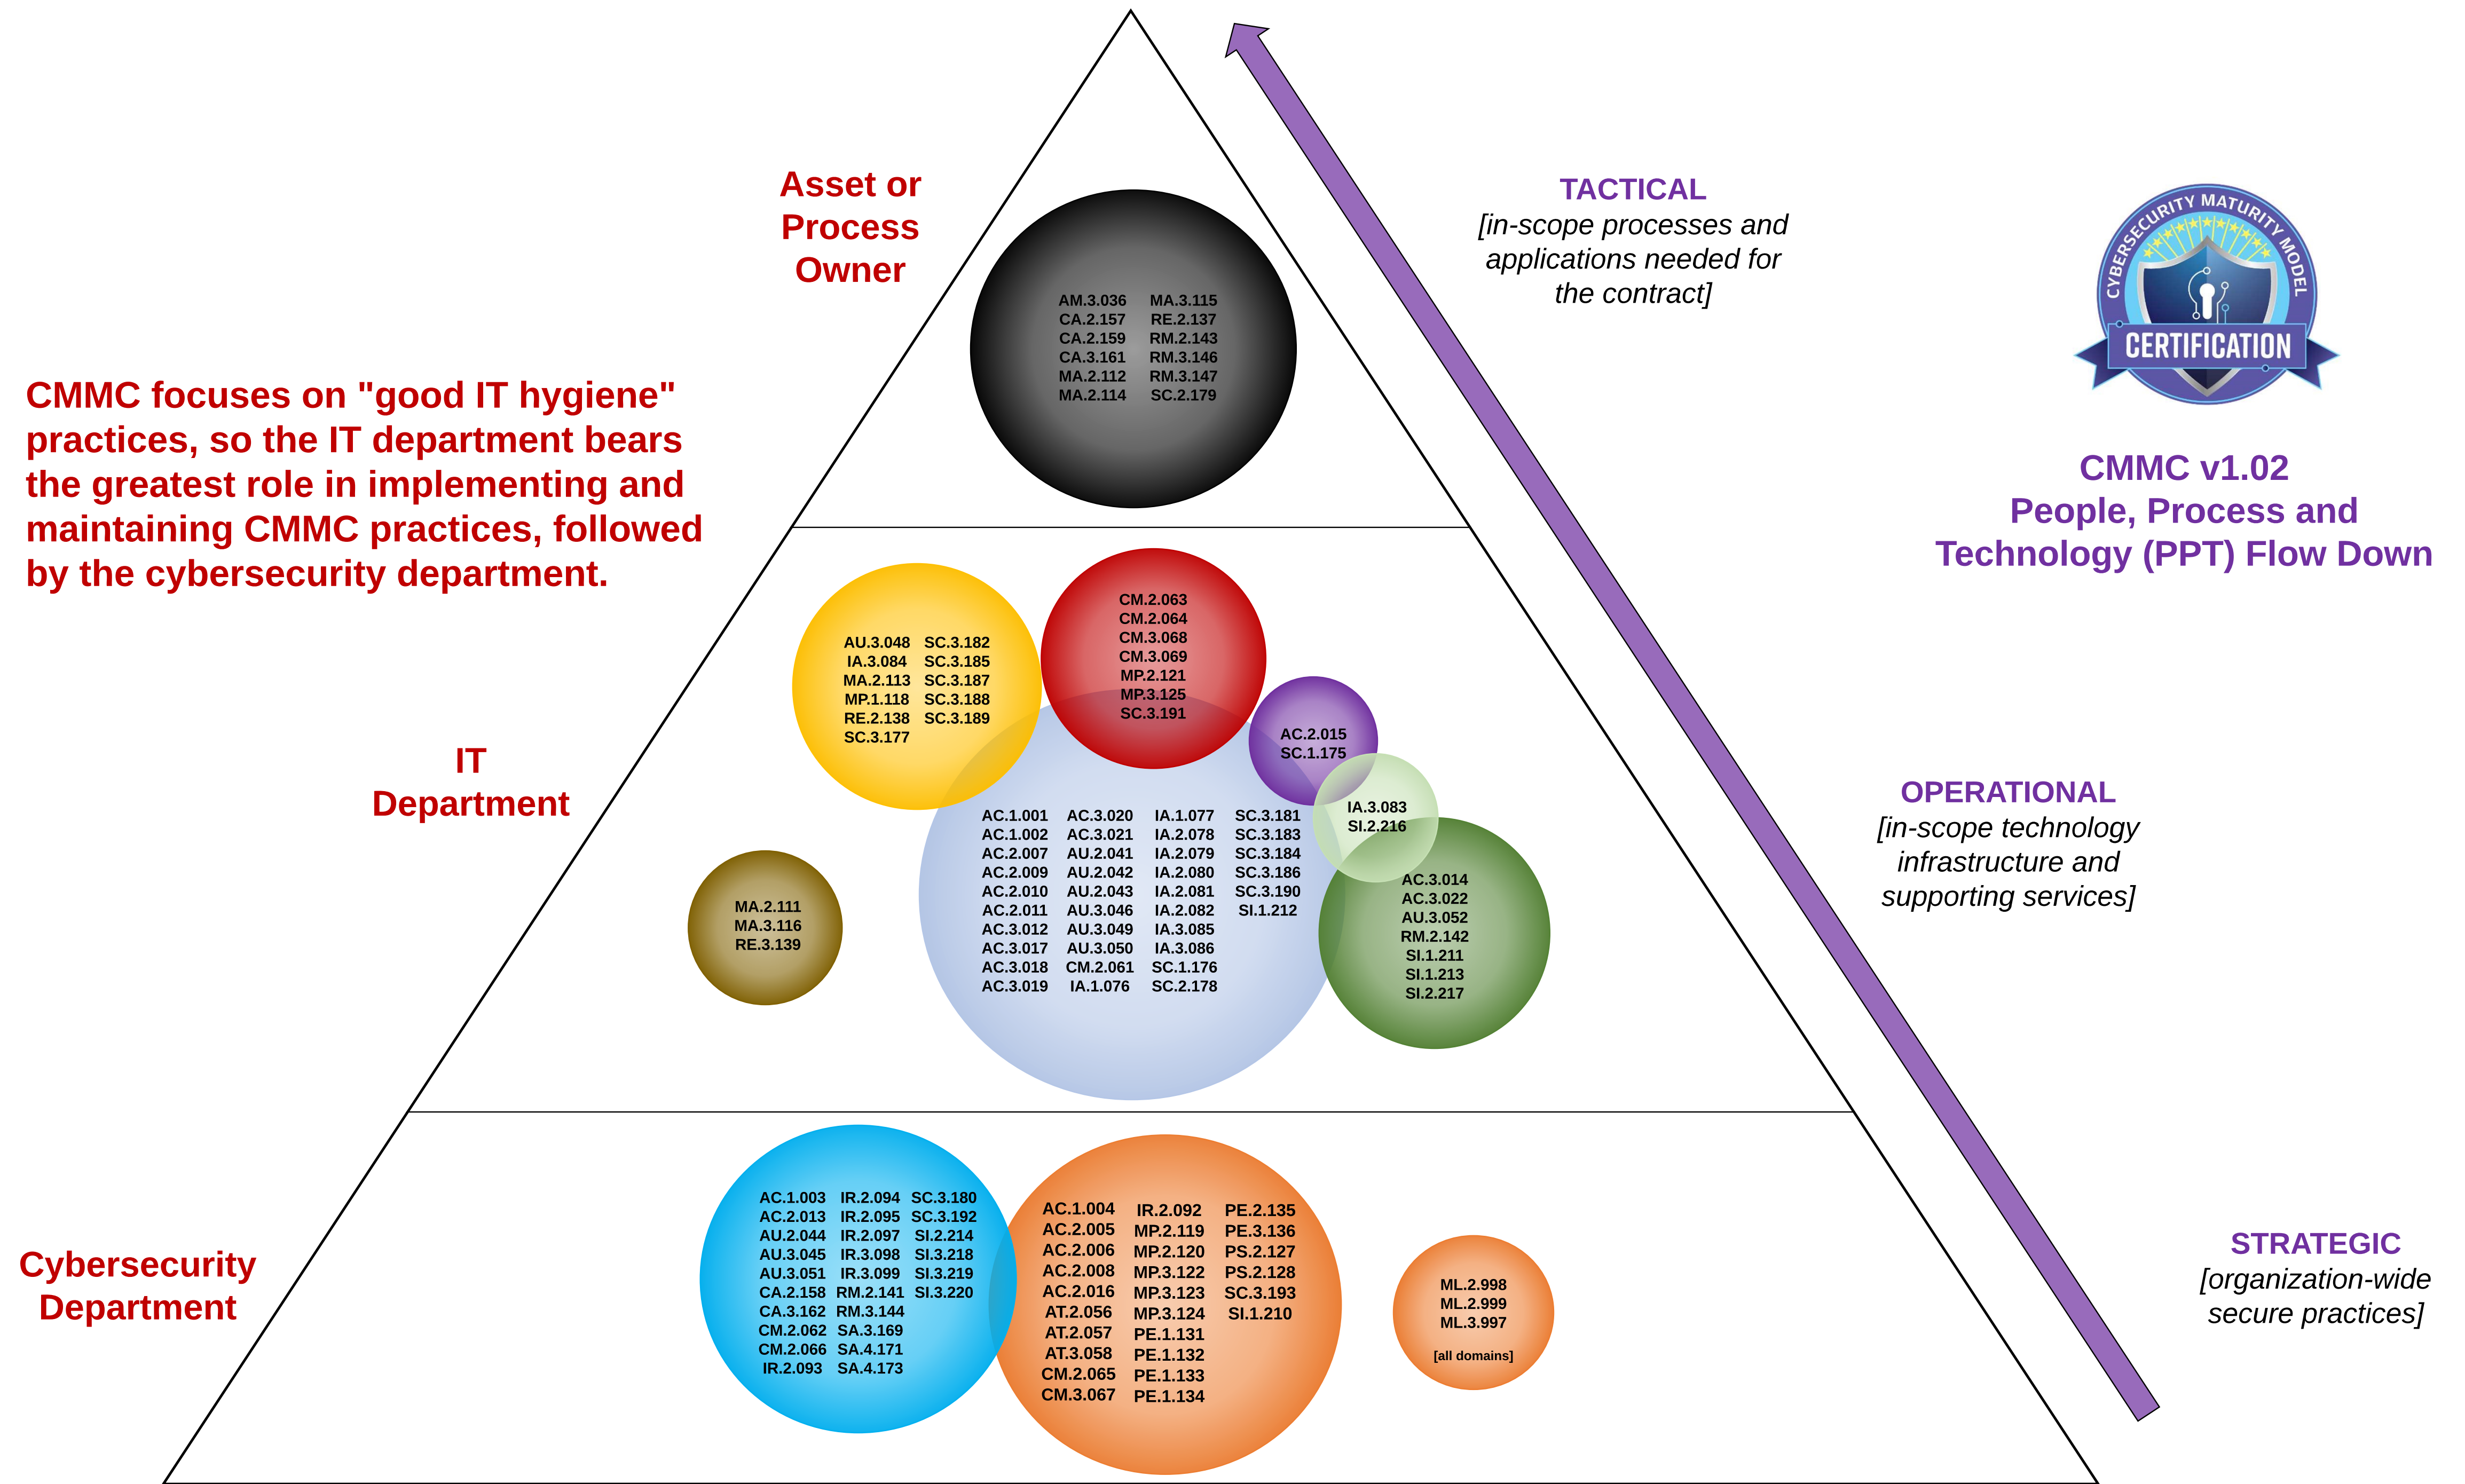 Asset or
Process
Owner
TACTICAL
[in-scope processes and
applications needed for
the contract]
CYBERSECURITY MATURITY MODEL
CERTIFICATION
AM.3.036 MA.3.115
CA.2.157 RE.2.137
CA.2.159 RM.2.143
CA.3.161 RM.3.146
MA.2.112 RM.3.147
MA.2.114 SC.2.179
CMMC focuses on "good IT hygiene"
practices, so the IT department bears
the greatest role in implementing and
maintaining CMMC practices, followed
by the cybersecurity department.
CMMC v1.02
People, Process and
Technology (PPT) Flow Down
AU.3.048 SC.3.182
IA.3.084 SC.3.185
MA.2.113 SC.3.187
MP.1.118 SC.3.188
RE.2.138 SC.3.189
SC.3.177
CM.2.063
CM.2.064
CM.3.068
CM.3.069
MP.2.121
MP.3.125
SC.3.191
AC.2.015
SC.1.175
IA.3.083
SI.2.216
IT
Department
OPERATIONAL
[in-scope technology
infrastructure and
supporting services]
AC.1.001 AC.3.020 IA.1.077 SC.3.181
AC.1.002 AC.3.021 IA.2.078 SC.3.183
AC.2.007 AU.2.041 IA.2.079 SC.3.184
AC.2.009 AU.2.042 IA.2.080 SC.3.186
AC.2.010 AU.2.043 IA.2.081 SC.3.190
AC.2.011 AU.3.046 IA.2.082 SI.1.212
AC.3.012 AU.3.049 IA.3.085
AC.3.017 AU.3.050 IA.3.086
AC.3.018 CM.2.061 SC.1.176
AC.3.019 IA.1.076 SC.2.178
AC.3.014
AC.3.022
AU.3.052
RM.2.142
SI.1.211
SI.1.213
SI.2.217
MA.2.111
MA.3.116
RE.3.139
Cybersecurity
Department
AC.1.003 IR.2.094 SC.3.180
AC.2.013 IR.2.095 SC.3.192
AU.2.044 IR.2.097 SI.2.214
AU.3.045 IR.3.098 SI.3.218
AU.3.051 IR.3.099 SI.3.219
CA.2.158 RM.2.141 SI.3.220
CA.3.162 RM.3.144
CM.2.062 SA.3.169
CM.2.066 SA.4.171
IR.2.093 SA.4.173
AC.1.004 IR.2.092 PE.2.135
AC.2.005 MP.2.119 PE.3.136
AC.2.006 MP.2.120 PS.2.127
AC.2.008 MP.3.122 PS.2.128
AC.2.016 MP.3.123 SC.3.193
AT.2.056 MP.3.124 SI.1.210
AT.2.057 PE.1.131
AT.3.058 PE.1.132
CM.2.065 PE.1.133
CM.3.067 PE.1.134
ML.2.998
ML.2.999
ML.3.997
[all domains]
STRATEGIC
[organization-wide
secure practices]